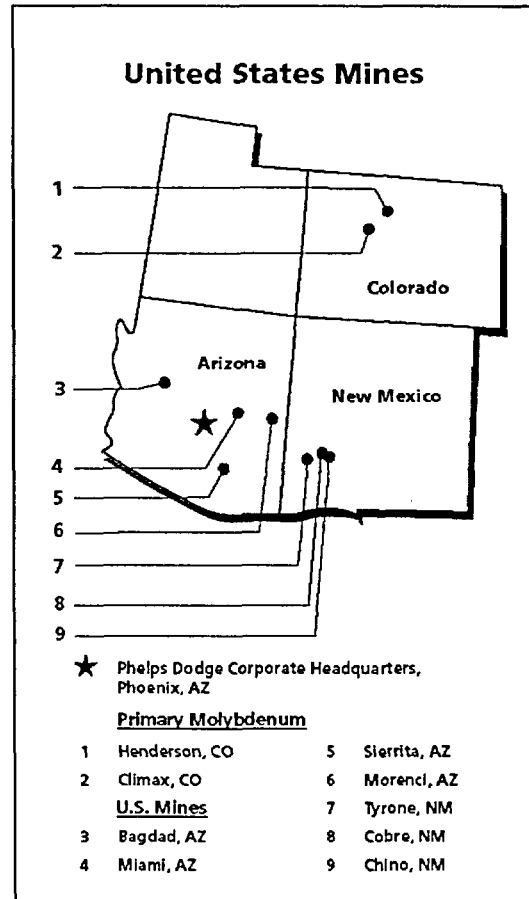 United States Mines
1
2
Colorado
Arizona
3
New Mexico
4
5
6
7
8
9
★ Phelps Dodge Corporate Headquarters,
Phoenix, AZ
Primary Molybdenum
1 Henderson, CO
2 Climax, CO
U.S. Mines
3 Bagdad, AZ
4 Miami, AZ
5 Sierrita, AZ
6 Morenci, AZ
7 Tyrone, NM
8 Cobre, NM
9 Chino, NM